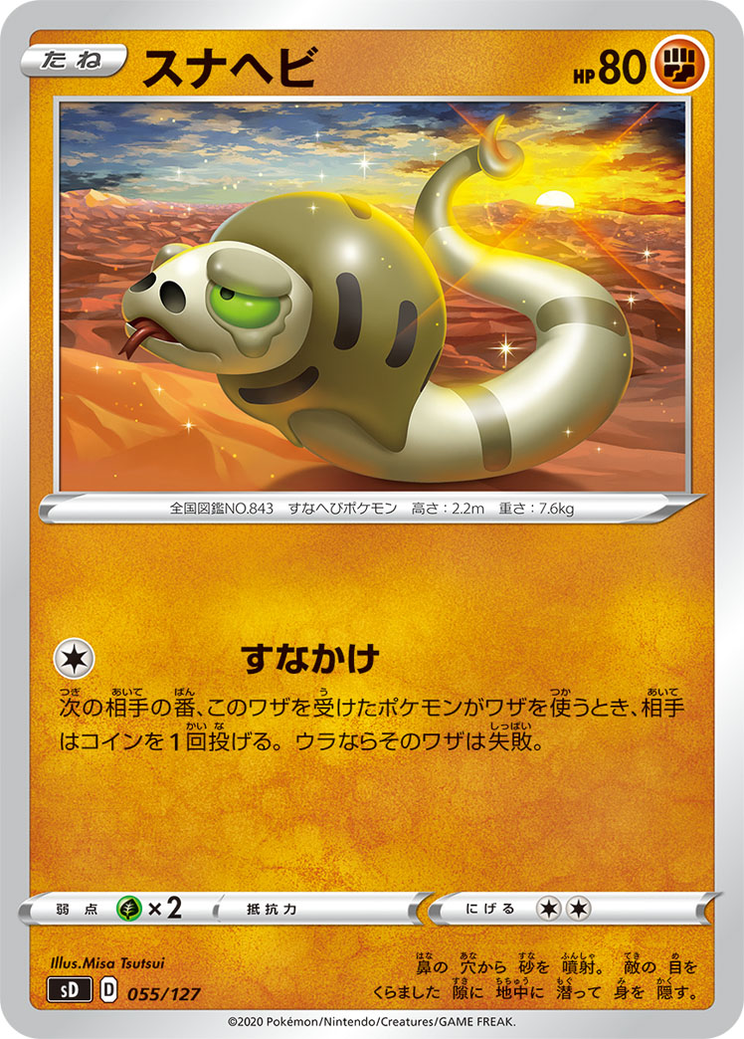 たね
スナヘビ
HP80
全国図鑑NO.843 すなへびポケモン 高さ:2.2m 重さ:7.6kg
すなかけ
次の相手の番、このワザを受けたポケモンがワザを使うとき、相手
はコインを1回投げる。ウラならそのワザは失敗。
弱点 ×2 抵抗力 にげる
Illus.Misa Tsutsui
鼻の 穴から 砂を 噴射。 敵の 目を
くらました 隙に 地中に 潜って 身を 隠す。
sD D 055/127
©2020 Pokémon/Nintendo/Creatures/GAME FREAK.